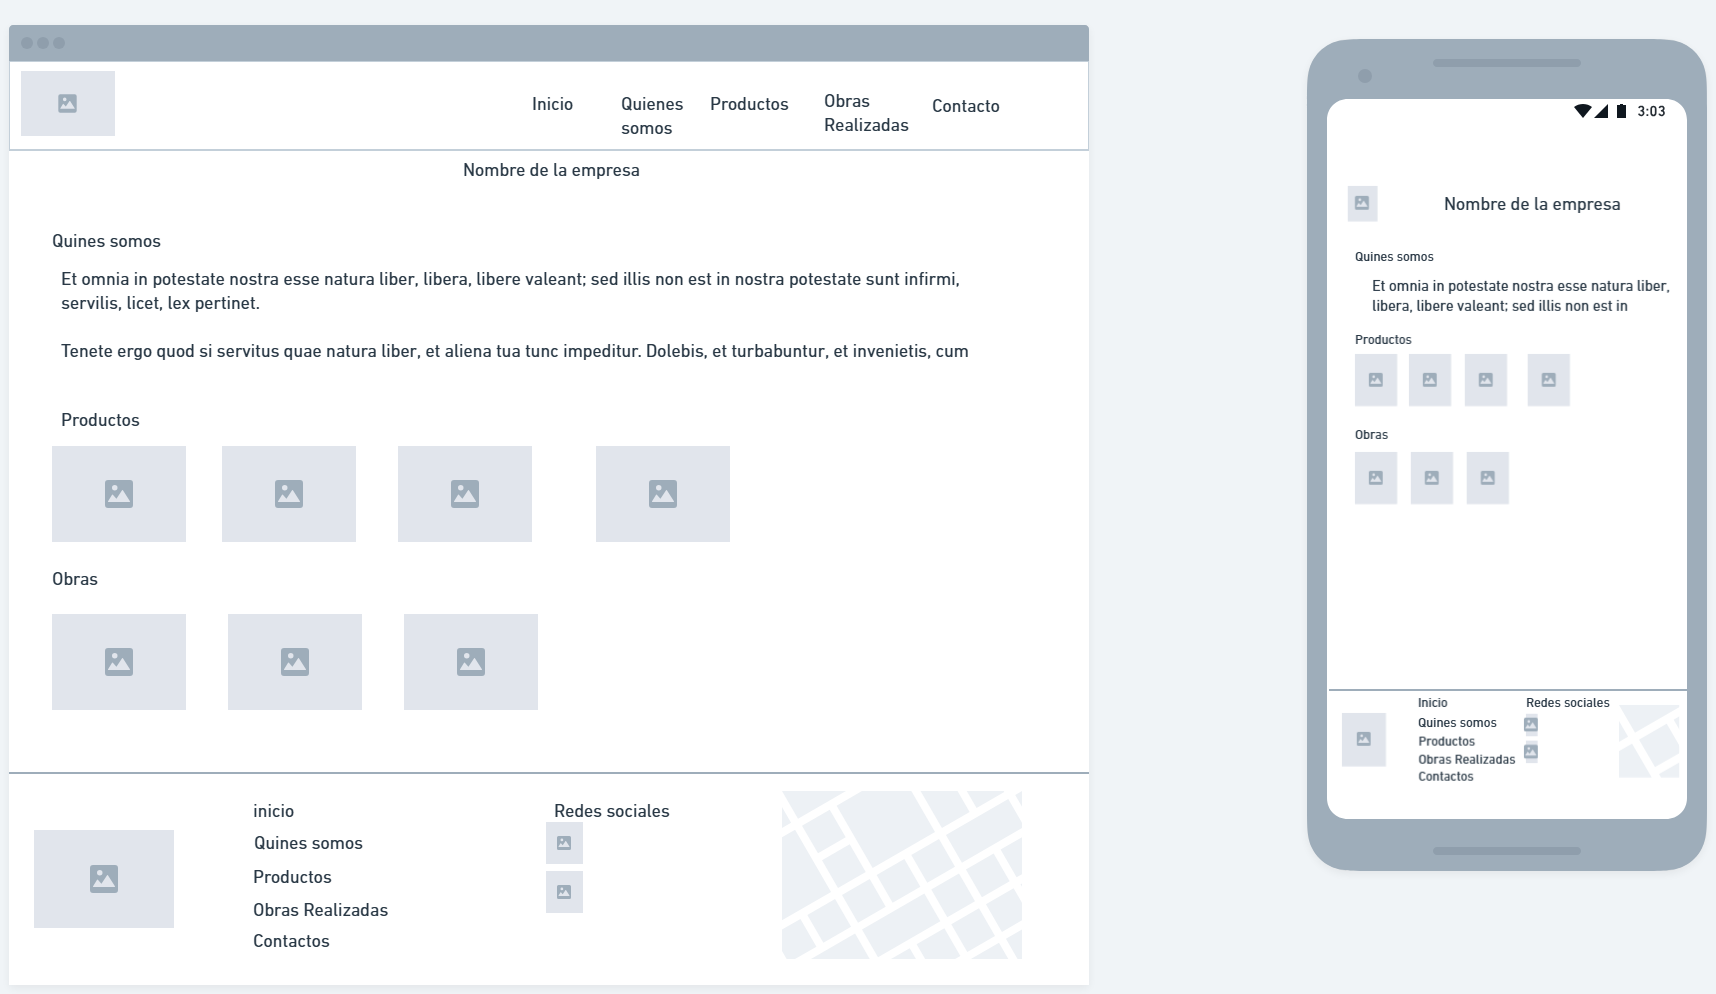 Inicio
Quienes
somos
Productos
Obras
Realizadas
Contacto
Nombre de la empresa
Quines somos
Et omnia in potestate nostra esse natura liber, libera, libere valeant; sed illis non est in nostra potestate sunt infirmi,
servilis, licet, lex pertinet.
Tenete ergo quod si servitus quae natura liber, et aliena tua tunc impeditur. Dolebis, et turbabuntur, et invenietis, cum
Productos
Obras
inicio
Quines somos
Productos
Obras Realizadas
Contactos
Redes sociales
3:03
Nombre de la empresa
Quines somos
Et omnia in potestate nostra esse natura liber,
libera, libere valeant; sed illis non est in
Productos
Obras
Inicio
Quines somos
Productos
Obras Realizadas
Contactos
Redes sociales